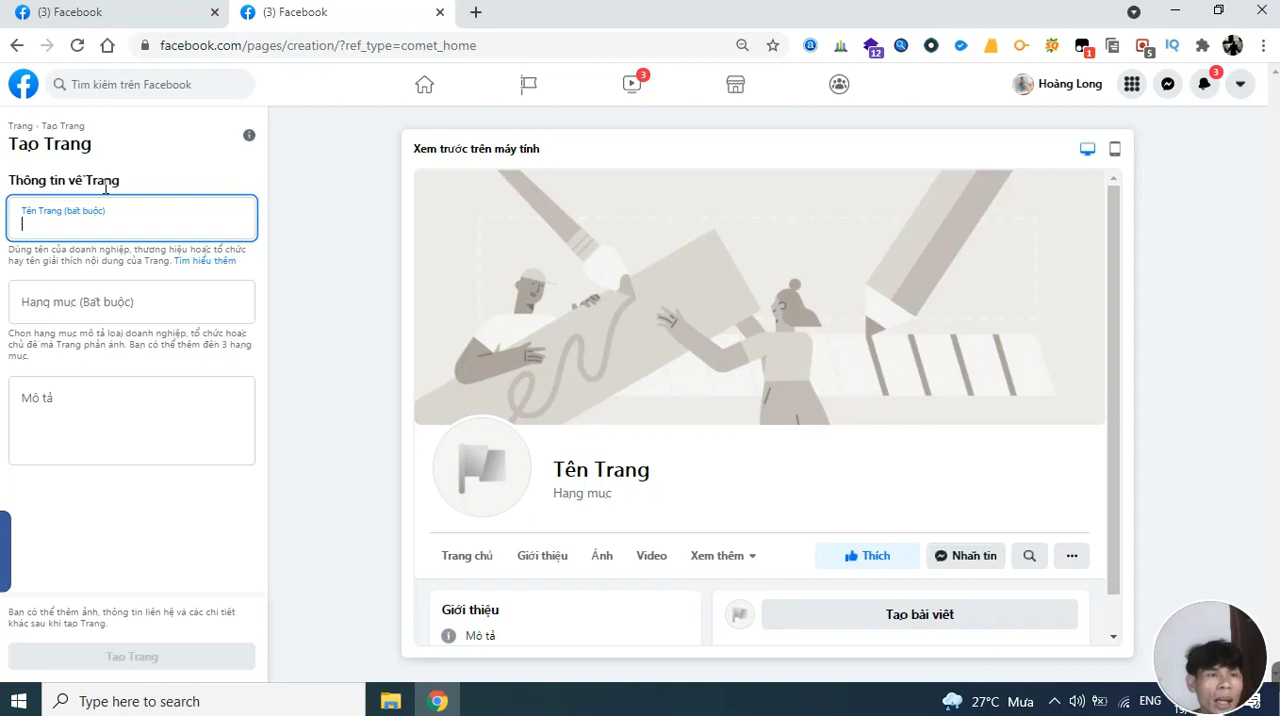 (3) Facebook
(3) Facebook
facebook.com/pages/creation/?ref_type=comet_home
12
1
5
IQ
Tìm kiếm trên Facebook
3
Hoàng Long
3
Trang › Tạo Trang
Tạo Trang
Thông tin về Trang
Tên Trang (bắt buộc)
Dùng tên của doanh nghiệp, thương hiệu hoặc tổ chức
hay tên giải thích nội dung của Trang. Tìm hiểu thêm
Hạng mục (Bắt buộc)
Chọn hạng mục mô tả loại doanh nghiệp, tổ chức hoặc
chủ đề mà Trang phản ánh. Bạn có thể thêm đến 3 hạng
mục.
Mô tả
Bạn có thể thêm ảnh, thông tin liên hệ và các chi tiết
khác sau khi tạo Trang.
Tạo Trang
Xem trước trên máy tính
Tên Trang
Hạng mục
Trang chủ
Giới thiệu
Ảnh
Video
Xem thêm
Thích
Nhắn tin
Giới thiệu
Mô tả
Tạo bài viết
Type here to search
27°C Mưa
ENG